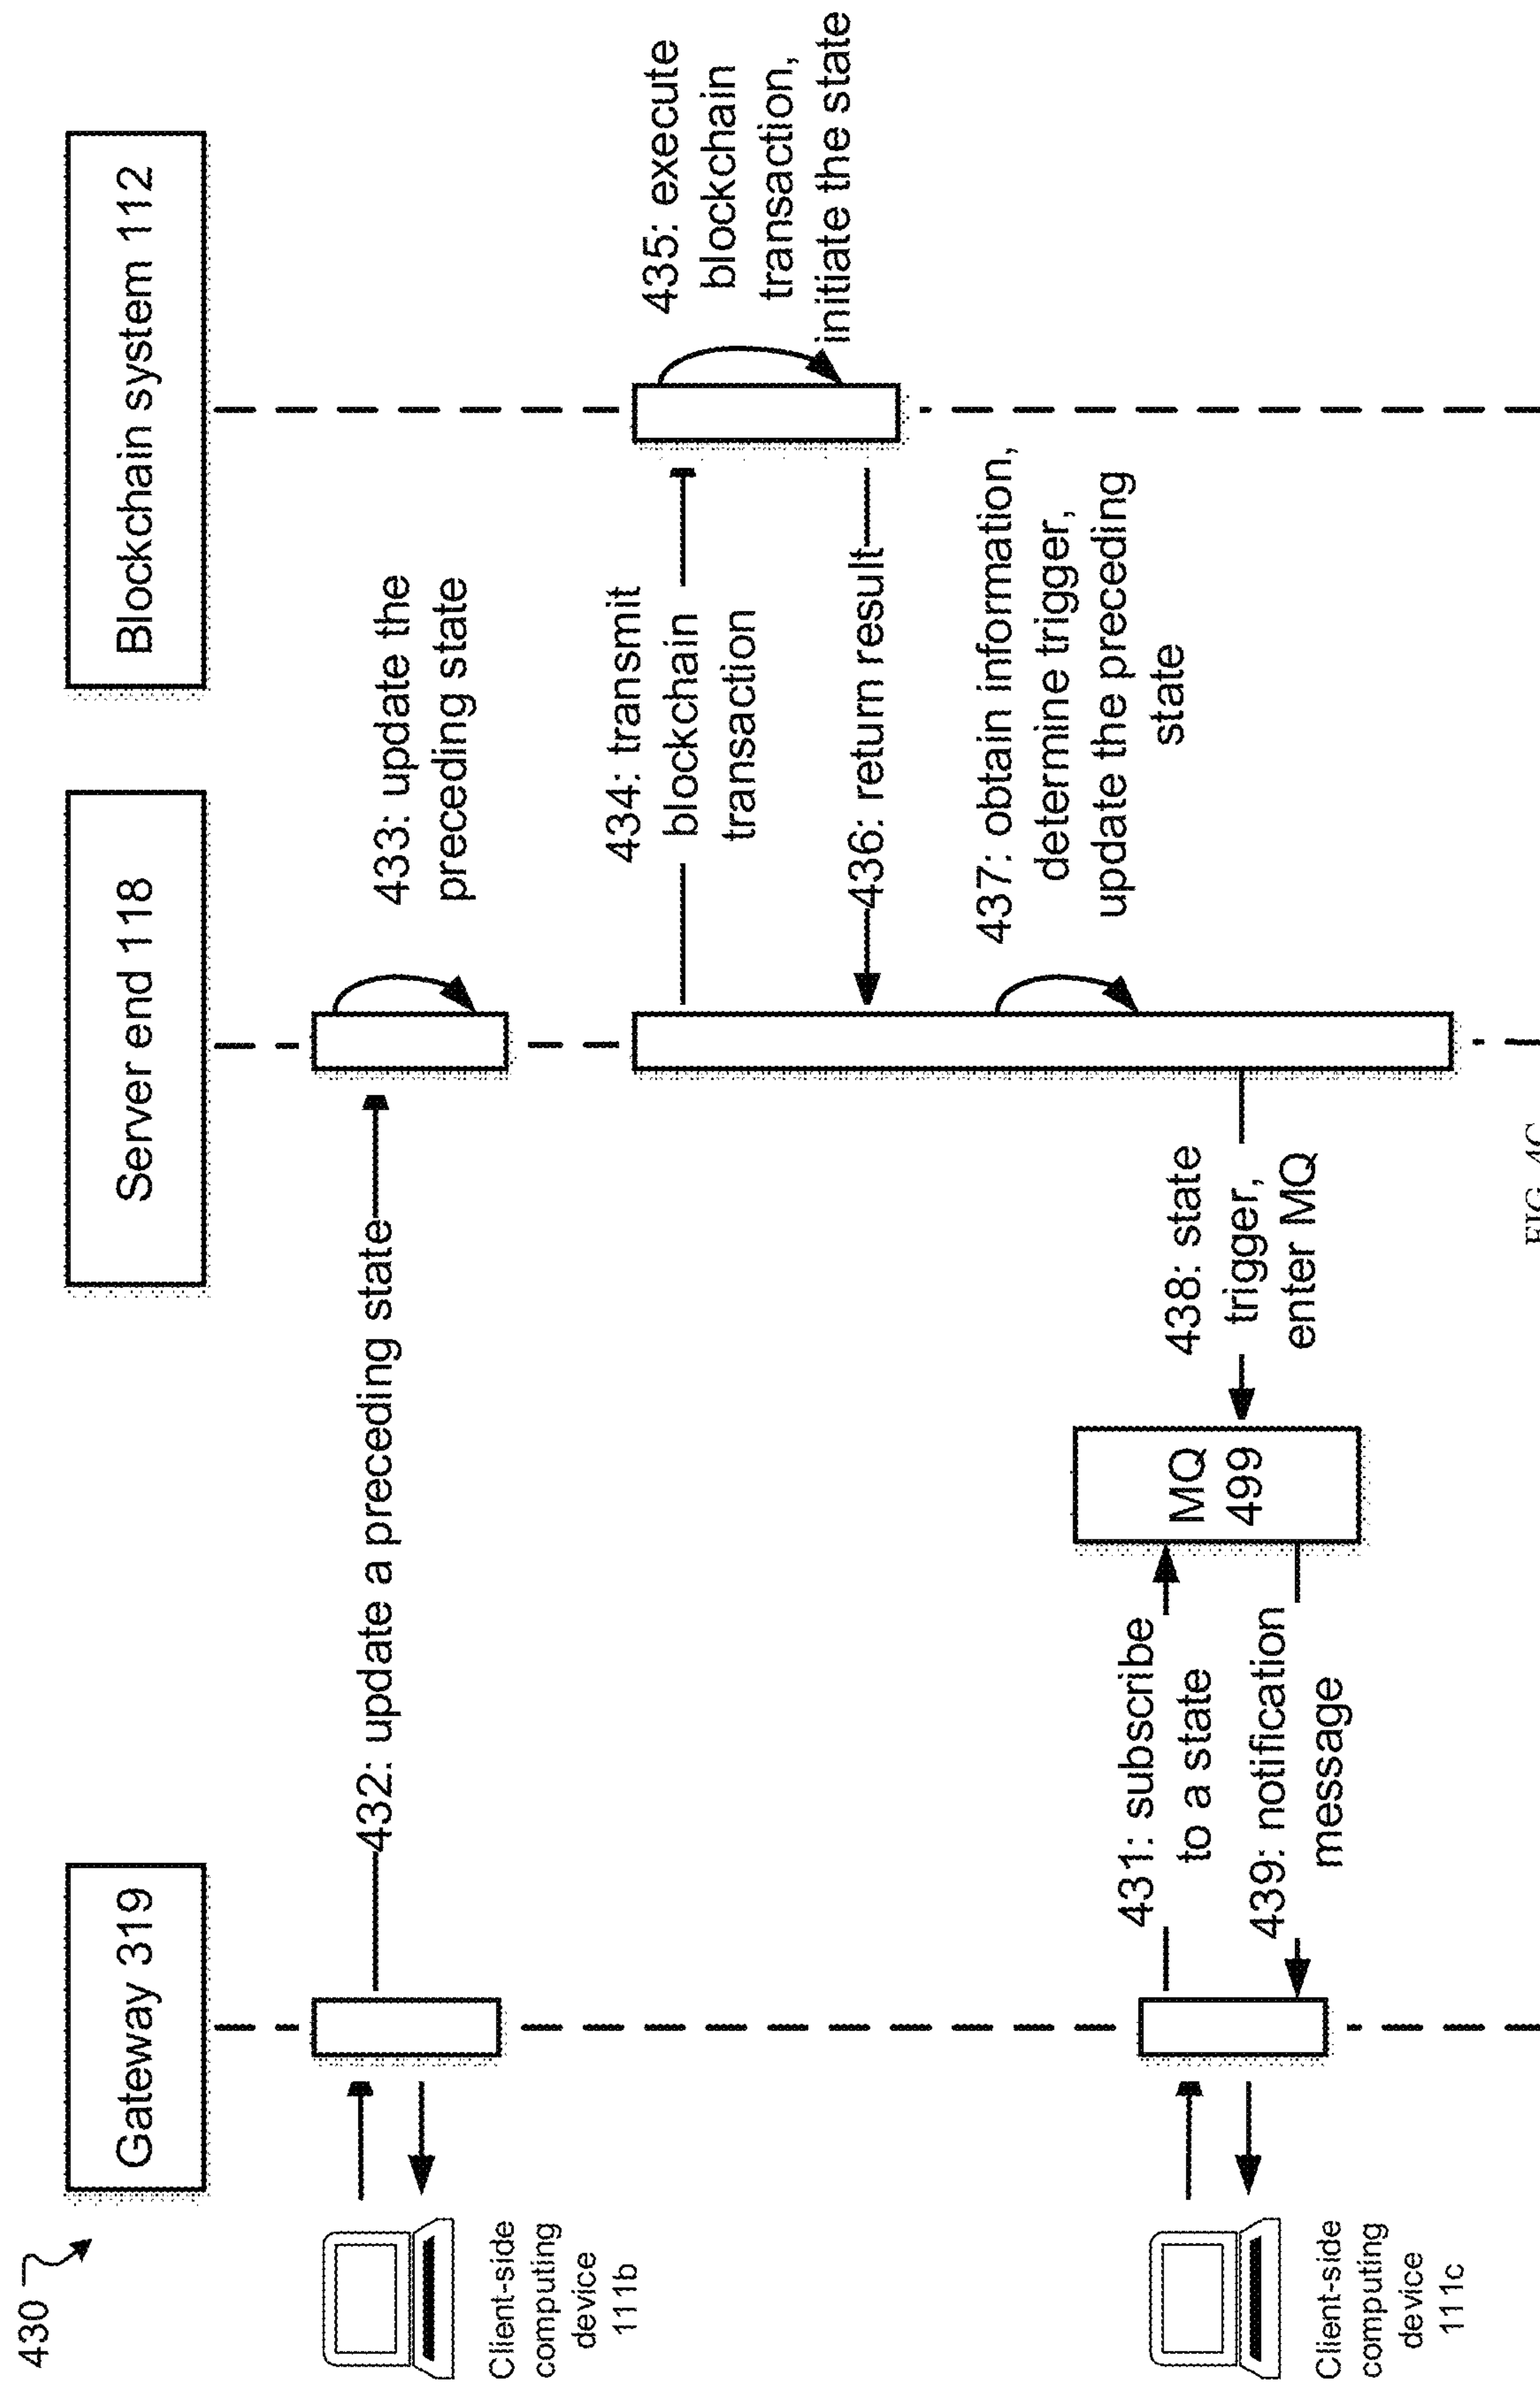 430
Gateway 319
Server end 118
Blockchain system 112
Client-side
computing
device
111b
432: update a preceding state
433: update the
preceding state
434: transmit
blockchain
transaction
435: execute
blockchain
transaction,
initiate the state
436: return result
437: obtain information,
determine trigger,
update the preceding
state
Client-side
computing
device
111c
431: subscribe
to a state
439: notification
message
MQ
499
438: state
trigger,
enter MQ
FIG. 4C